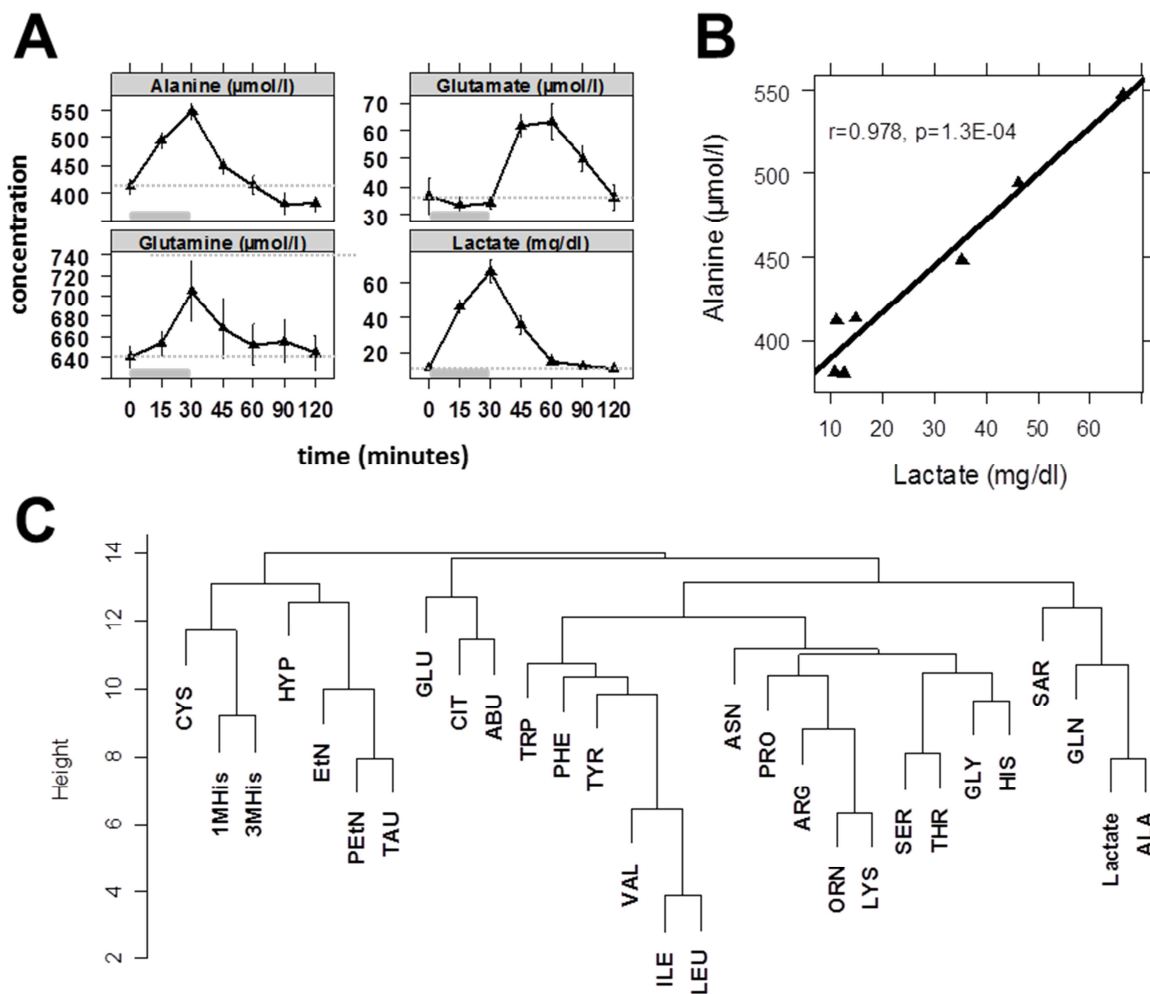 A
Alanine (µmol/l)
550
500
450
400
Glutamate (µmol/l)
70
60
50
40
30
concentration
Glutamine (µmol/l)
740
720
700
680
660
640
Lactate (mg/dl)
60
40
20
0 15 30 45 60 90 120
0 15 30 45 60 90 120
time (minutes)
B
r=0.978, p=1.3E-04
Alanine (µmol/l)
550
500
450
400
10 20 30 40 50 60
Lactate (mg/dl)
C
Height
14
12
10
8
6
4
2
CYS
1MHis
3MHis
HYP
EtN
PEtN
TAU
GLU
CIT
ABU
TRP
PHE
TYR
VAL
ILE
LEU
ASN
PRO
ARG
ORN
LYS
SER
THR
GLY
HIS
SAR
GLN
Lactate
ALA